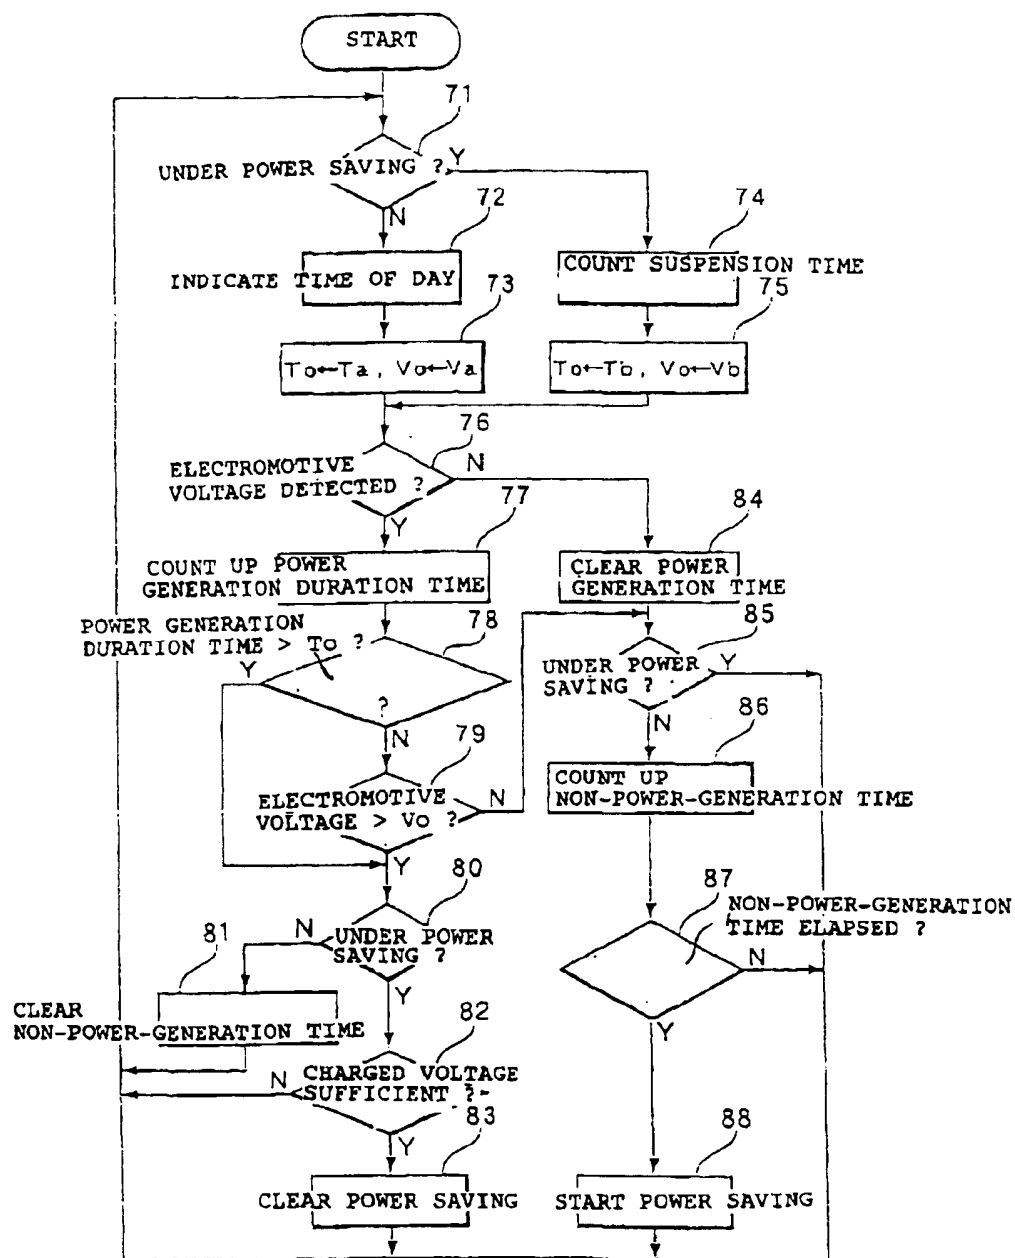 START
71
UNDER POWER SAVING ?
Y
N
72
74
INDICATE TIME OF DAY
COUNT SUSPENSION TIME
73
75
To←Ta, Vo←Va
To←Tb, Vo←Vb
76
ELECTROMOTIVE
VOLTAGE DETECTED ?
N
Y
77
84
COUNT UP POWER
GENERATION DURATION TIME
CLEAR POWER
GENERATION TIME
POWER GENERATION
DURATION TIME > To ?
78
85
Y
?
N
UNDER POWER
SAVING ?
Y
N
79
86
ELECTROMOTIVE
VOLTAGE > Vo ?
N
Y
COUNT UP
NON-POWER-GENERATION TIME
80
87
NON-POWER-GENERATION
TIME ELAPSED ?
N
Y
81
N
UNDER POWER
SAVING ?
Y
CLEAR
NON-POWER-GENERATION TIME
82
N
CHARGED VOLTAGE
SUFFICIENT ?
Y
83
88
CLEAR POWER SAVING
START POWER SAVING